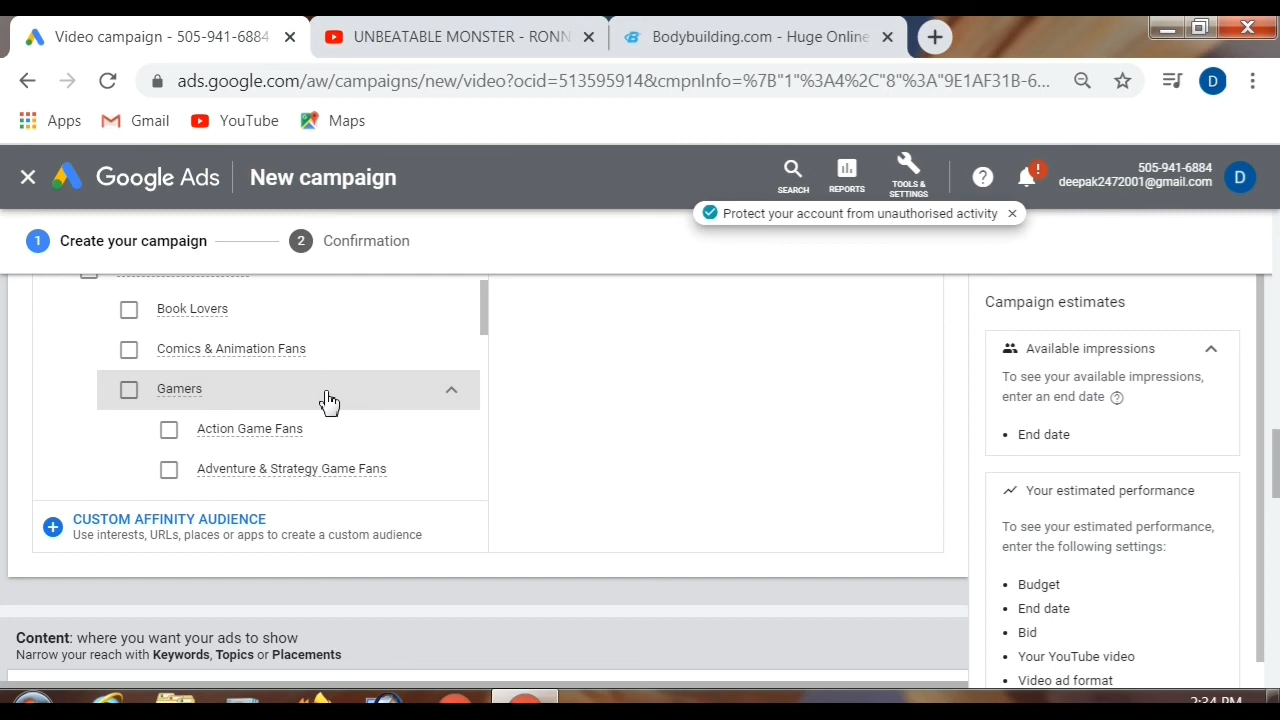 Video campaign - 505-941-6884
UNBEATABLE MONSTER - RONN
Bodybuilding.com - Huge Online
ads.google.com/aw/campaigns/new/video?ocid=513595914&cmpnInfo=%7B"1"%3A4%2C"8"%3A"9E1AF31B-6...
D
Apps
Gmail
YouTube
Maps
Google Ads
New campaign
SEARCH
REPORTS
TOOLS &
SETTINGS
505-941-6884
deepak2472001@gmail.com
D
Protect your account from unauthorised activity
1 Create your campaign
2 Confirmation
Book Lovers
Comics & Animation Fans
Gamers
Action Game Fans
Adventure & Strategy Game Fans
CUSTOM AFFINITY AUDIENCE
Use interests, URLs, places or apps to create a custom audience
Content: where you want your ads to show
Narrow your reach with Keywords, Topics or Placements
Campaign estimates
Available impressions
To see your available impressions,
enter an end date
• End date
Your estimated performance
To see your estimated performance,
enter the following settings:
• Budget
• End date
• Bid
• Your YouTube video
• Video ad format
2:34 PM